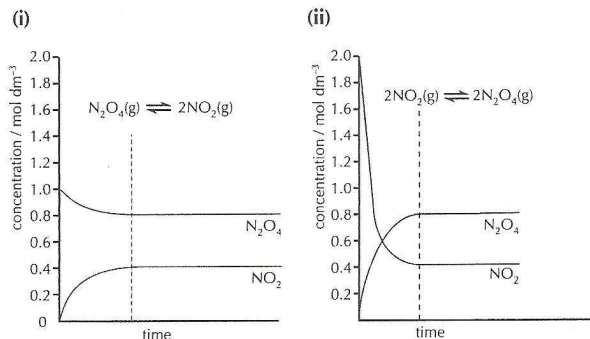 (i)
concentration / mol dm⁻³
2.0
1.8
1.6
1.4
1.2
1.0
0.8
0.6
0.4
0.2
0
N₂O₄(g) ⇌ 2NO₂(g)
N₂O₄
NO₂
time
(ii)
concentration / mol dm⁻³
2.0
1.8
1.6
1.4
1.2
1.0
0.8
0.6
0.4
0.2
2NO₂(g) ⇌ 2N₂O₄(g)
N₂O₄
NO₂
time